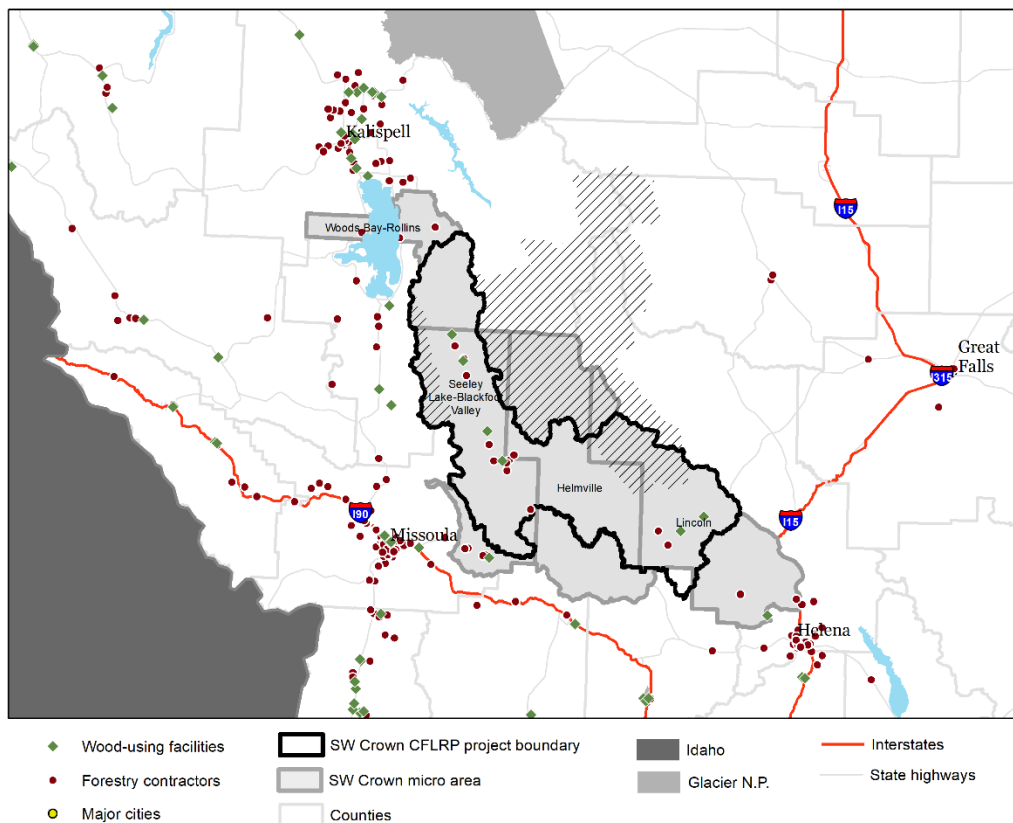 Kalispell
Woods Bay-Rollins
I15
Great
Falls
I315
Seeley
Lake-Blackfoot
Valley
Helmville
I90
Missoula
Lincoln
I15
Helena
Wood-using facilities
SW Crown CFLRP project boundary
Idaho
Interstates
Forestry contractors
SW Crown micro area
Glacier N.P.
State highways
Major cities
Counties